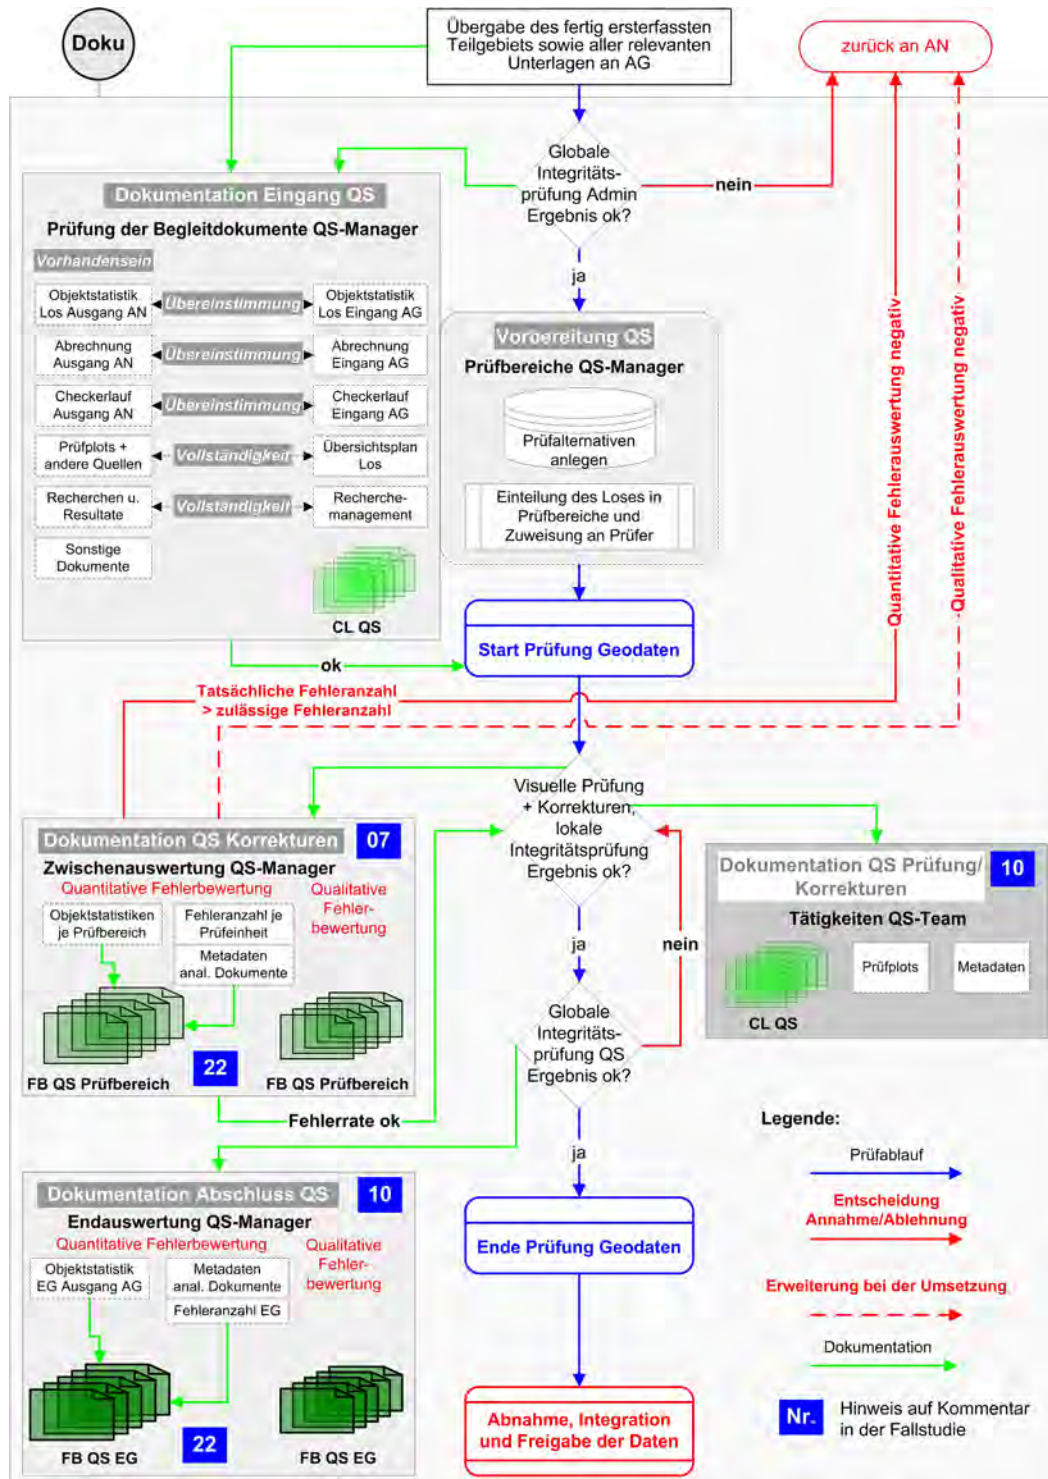 Doku
Übergabe des fertig ersterfassten
Teilgebiets sowie aller relevanten
Unterlagen an AG
zurück an AN
Globale
Integritäts-
prüfung Admin
Ergebnis ok?
nein
ja
Dokumentation Eingang QS
Prüfung der Begleitdokumente QS-Manager
Vorhandensein
Objektstatistik
Los Ausgang AN
Übereinstimmung
Objektstatistik
Los Eingang AG
Abrechnung
Ausgang AN
Übereinstimmung
Abrechnung
Eingang AG
Checkerlauf
Ausgang AN
Übereinstimmung
Checkerlauf
Eingang AG
Prüfplots +
andere Quellen
Vollständigkeit
Übersichtsplan
Los
Recherchen u.
Resultate
Vollständigkeit
Recherche-
management
Sonstige
Dokumente
CL QS
ok
Vorbereitung QS
Prüfbereiche QS-Manager
Prüfalternativen
anlegen
Einteilung des Loses in
Prüfbereiche und
Zuweisung an Prüfer
Quantitative Fehlerauswertung negativ
Qualitative Fehlerauswertung negativ
Start Prüfung Geodaten
Tatsächliche Fehleranzahl
> zulässige Fehleranzahl
Visuelle Prüfung
+ Korrekturen,
lokale
Integritätsprüfung
Ergebnis ok?
ja
nein
Dokumentation QS Korrekturen
07
Zwischenauswertung QS-Manager
Quantitative Fehlerbewertung
Qualitative
Fehler-
bewertung
Objektstatistiken
je Prüfbereich
Fehleranzahl je
Prüfeinheit
Metadaten
anal. Dokumente
FB QS Prüfbereich
22
FB QS Prüfbereich
Fehlerrate ok
Dokumentation QS Prüfung/
Korrekturen
10
Tätigkeiten QS-Team
Prüfplots
Metadaten
CL QS
Globale
Integritäts-
prüfung QS
Ergebnis ok?
ja
Dokumentation Abschluss QS
10
Endauswertung QS-Manager
Quantitative Fehlerbewertung
Qualitative
Fehler-
bewertung
Objektstatistik
EG Ausgang AG
Metadaten
anal. Dokumente
Fehleranzahl EG
FB QS EG
22
FB QS EG
Ende Prüfung Geodaten
Abnahme, Integration
und Freigabe der Daten
Legende:
Prüfablauf
Entscheidung
Annahme/Ablehnung
Erweiterung bei der Umsetzung
Dokumentation
Nr.
Hinweis auf Kommentar
in der Fallstudie